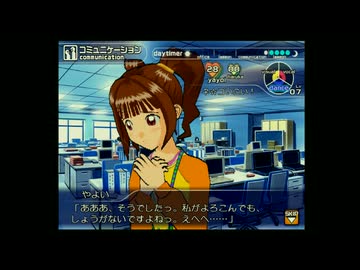 コミュニケーション
communication
daytimer
28
yayoi
dance
Lv
07
やよい
「あああ、そうでしたっ。私がよろこんでも、
しょうがないですよねっ。えへへ……」
SKIP